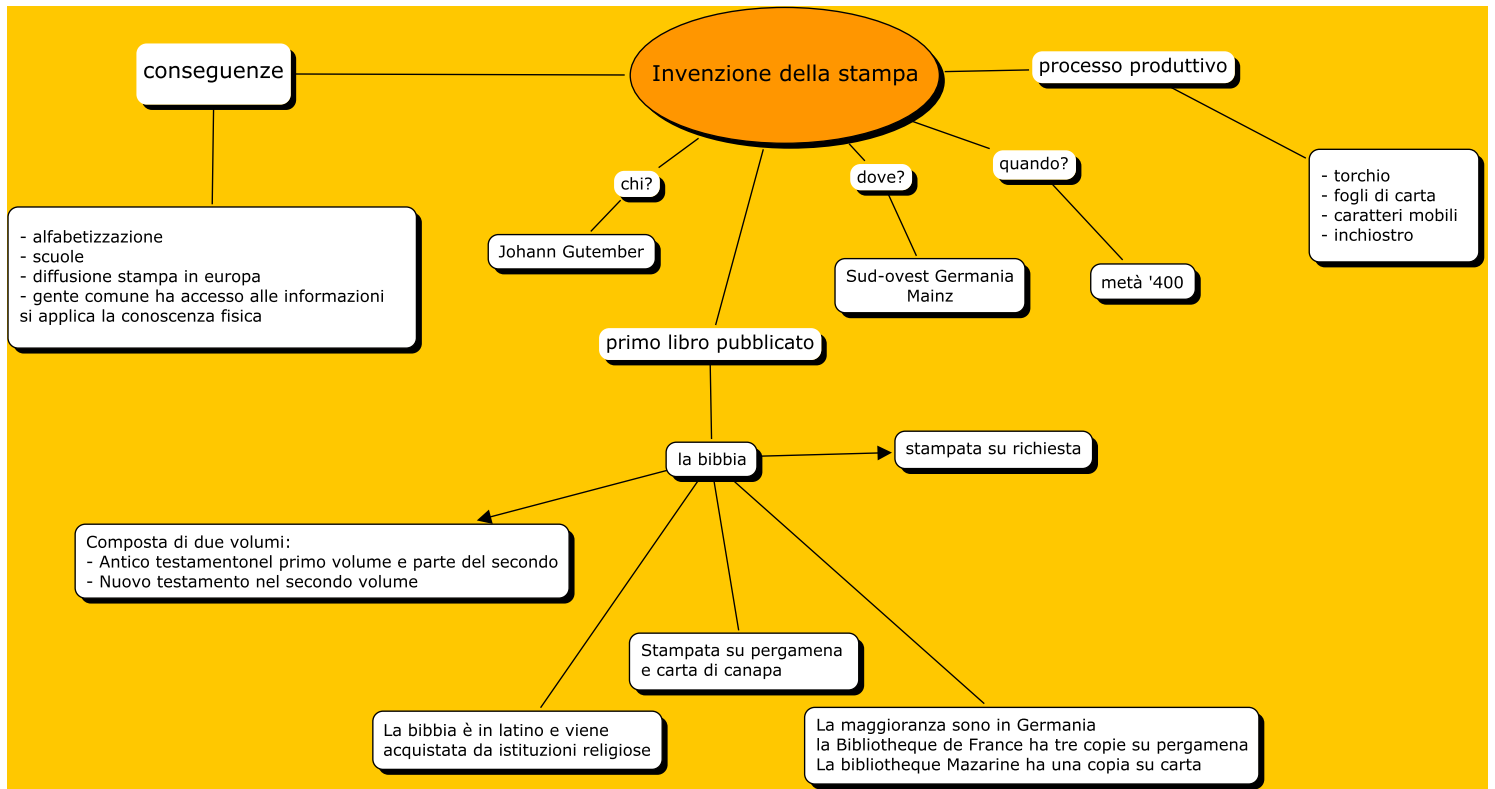 Invenzione della stampa
conseguenze
- alfabetizzazione
- scuole
- diffusione stampa in europa
- gente comune ha accesso alle informazioni
si applica la conoscenza fisica
chi?
Johann Gutember
primo libro pubblicato
la bibbia
stampata su richiesta
Composta di due volumi:
- Antico testamentonel primo volume e parte del secondo
- Nuovo testamento nel secondo volume
La bibbia è in latino e viene
acquistata da istituzioni religiose
Stampata su pergamena
e carta di canapa
La maggioranza sono in Germania
la Bibliotheque de France ha tre copie su pergamena
La bibliotheque Mazarine ha una copia su carta
dove?
Sud-ovest Germania
Mainz
quando?
metà '400
processo produttivo
- torchio
- fogli di carta
- caratteri mobili
- inchiostro